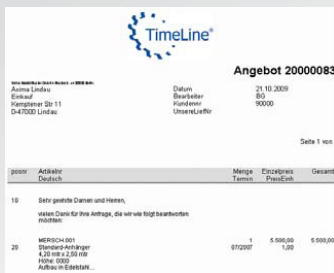 TimeLine®
Angebot 20000083
Axima Lindau
Einkauf
Kemptener Str 11
D-47000 Lindau
Datum 21.10.2009
Bearbeiter BG
Kundennr 90000
UnsereLiefNr
Seite 1 von
posnr Artikelnr Menge Einzelpreis Gesamt
Deutsch Termin PreisEinh
10 Sehr geehrte Damen und Herren,
vielen Dank für Ihre Anfrage, die wir wie folgt beantworten
möchten:
20 MERSCH.001 1 5.500,00 5.500,00
Standard-Anhänger 07/2007 1,00
4,20 mtr x 2,50 mtr
Höhe: 0000
Aufbau in Edelstahl...